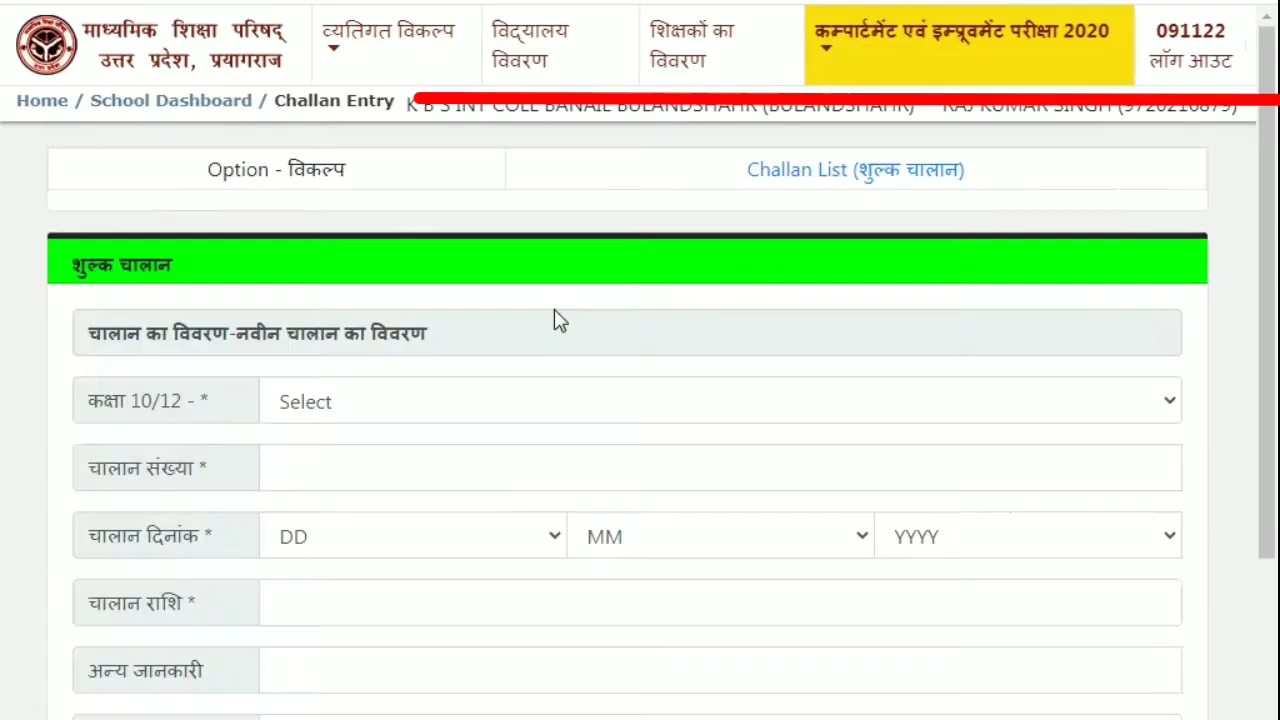 माध्यमिक शिक्षा परिषद्
उत्तर प्रदेश, प्रयागराज
व्यतिगत विकल्प
विद्यालय
विवरण
शिक्षकों का
विवरण
कम्पार्टमेंट एवं इम्प्रूवमेंट परीक्षा 2020
091122
लॉग आउट
Home / School Dashboard / Challan Entry
Option - विकल्प
Challan List (शुल्क चालान)
शुल्क चालान
चालान का विवरण-नवीन चालान का विवरण
कक्षा 10/12 - *
Select
चालान संख्या *
चालान दिनांक *
DD
MM
YYYY
चालान राशि *
अन्य जानकारी